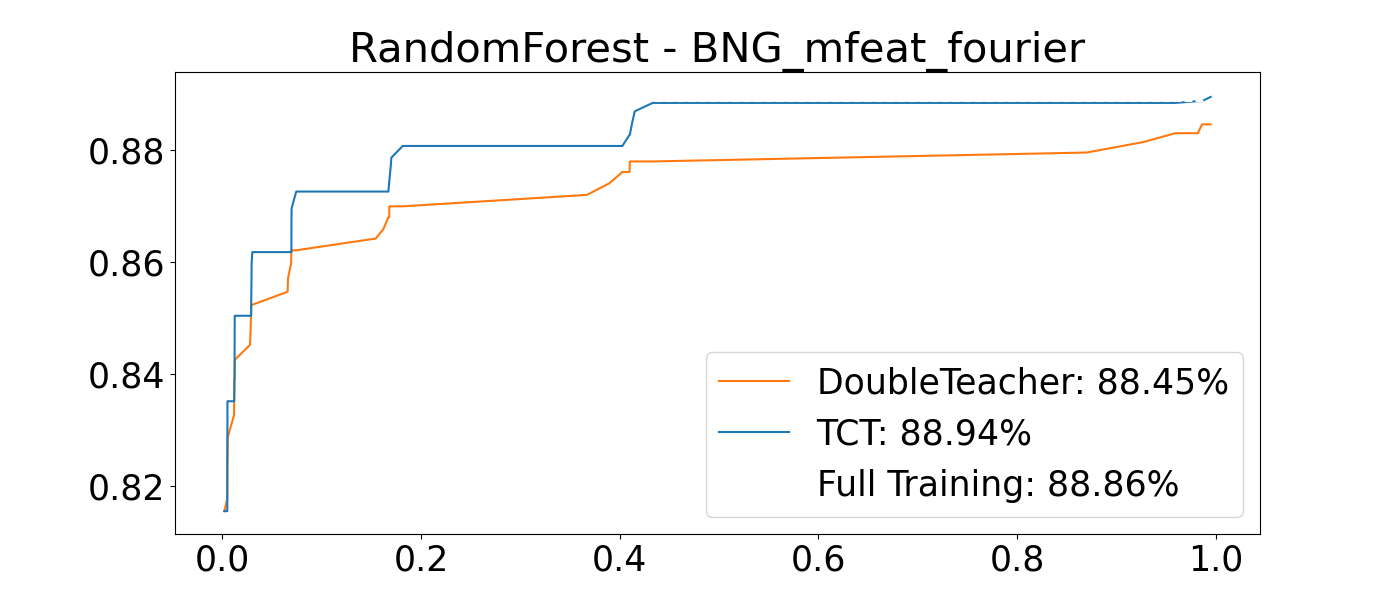 RandomForest - BNG_mfeat_fourier
0.88
0.86
0.84
0.82
DoubleTeacher: 88.45%
TCT: 88.94%
Full Training: 88.86%
0.0 0.2 0.4 0.6 0.8 1.0